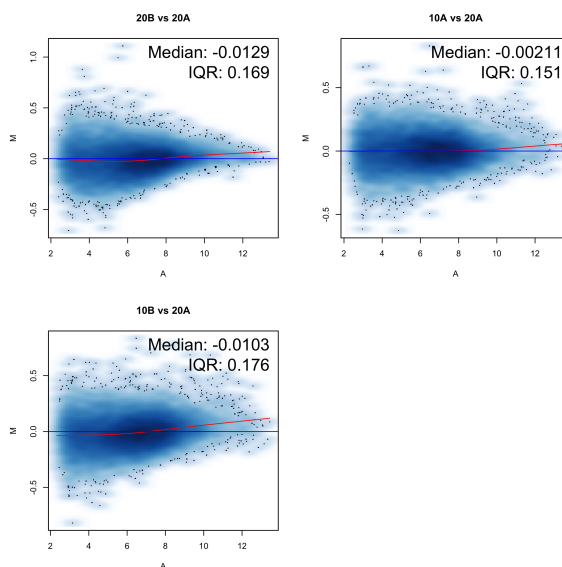 20B vs 20A
Median: -0.0129
IQR: 0.169
M
1.0
0.5
0.0
-0.5
2 4 6 8 10 12
A
10A vs 20A
Median: -0.00211
IQR: 0.151
M
0.5
0.0
-0.5
2 4 6 8 10 12
A
10B vs 20A
Median: -0.0103
IQR: 0.176
M
0.5
0.0
-0.5
2 4 6 8 10 12
A